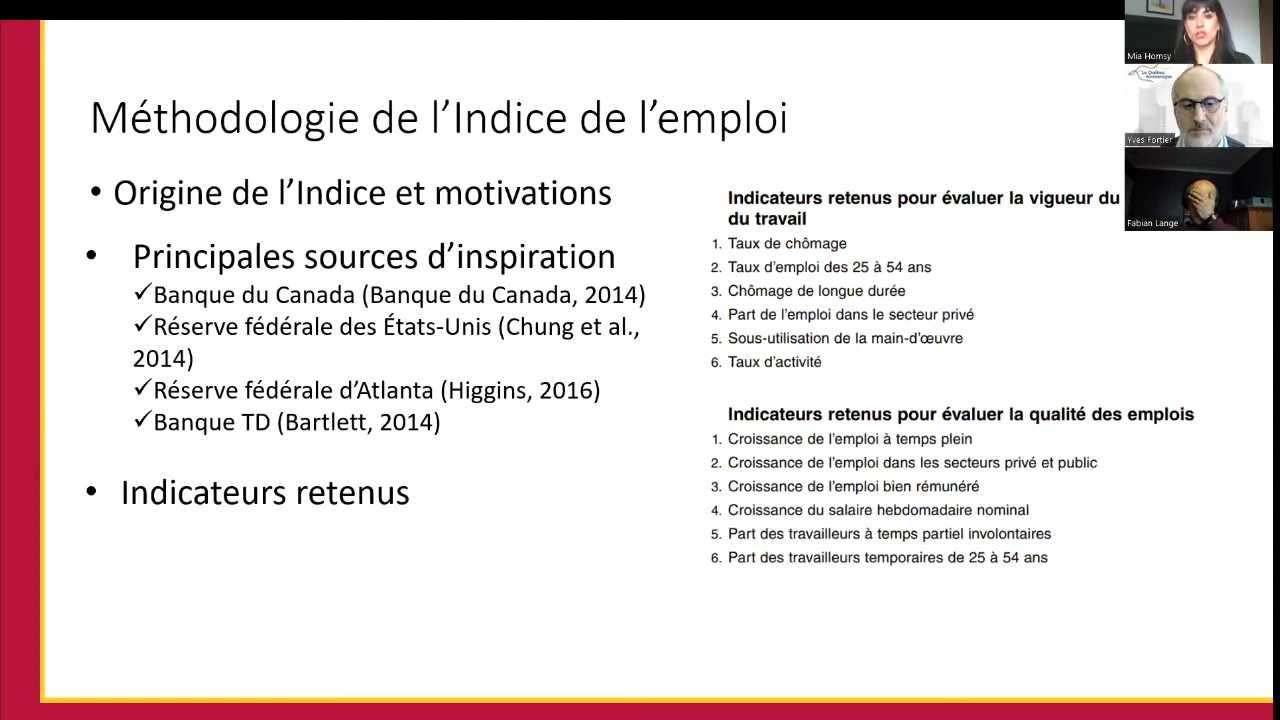 Méthodologie de l’Indice de l’emploi
• Origine de l’Indice et motivations
• Principales sources d’inspiration
✓Banque du Canada (Banque du Canada, 2014)
✓Réserve fédérale des États-Unis (Chung et al.,
2014)
✓Réserve fédérale d’Atlanta (Higgins, 2016)
✓Banque TD (Bartlett, 2014)
• Indicateurs retenus
Indicateurs retenus pour évaluer la vigueur du
du travail
1. Taux de chômage
2. Taux d’emploi des 25 à 54 ans
3. Chômage de longue durée
4. Part de l’emploi dans le secteur privé
5. Sous-utilisation de la main-d’œuvre
6. Taux d’activité
Indicateurs retenus pour évaluer la qualité des emplois
1. Croissance de l’emploi à temps plein
2. Croissance de l’emploi dans les secteurs privé et public
3. Croissance de l’emploi bien rémunéré
4. Croissance du salaire hebdomadaire nominal
5. Part des travailleurs à temps partiel involontaires
6. Part des travailleurs temporaires de 25 à 54 ans
Mia Homsy
Le Québec
économique
Yves Fortier
Fabian Lange